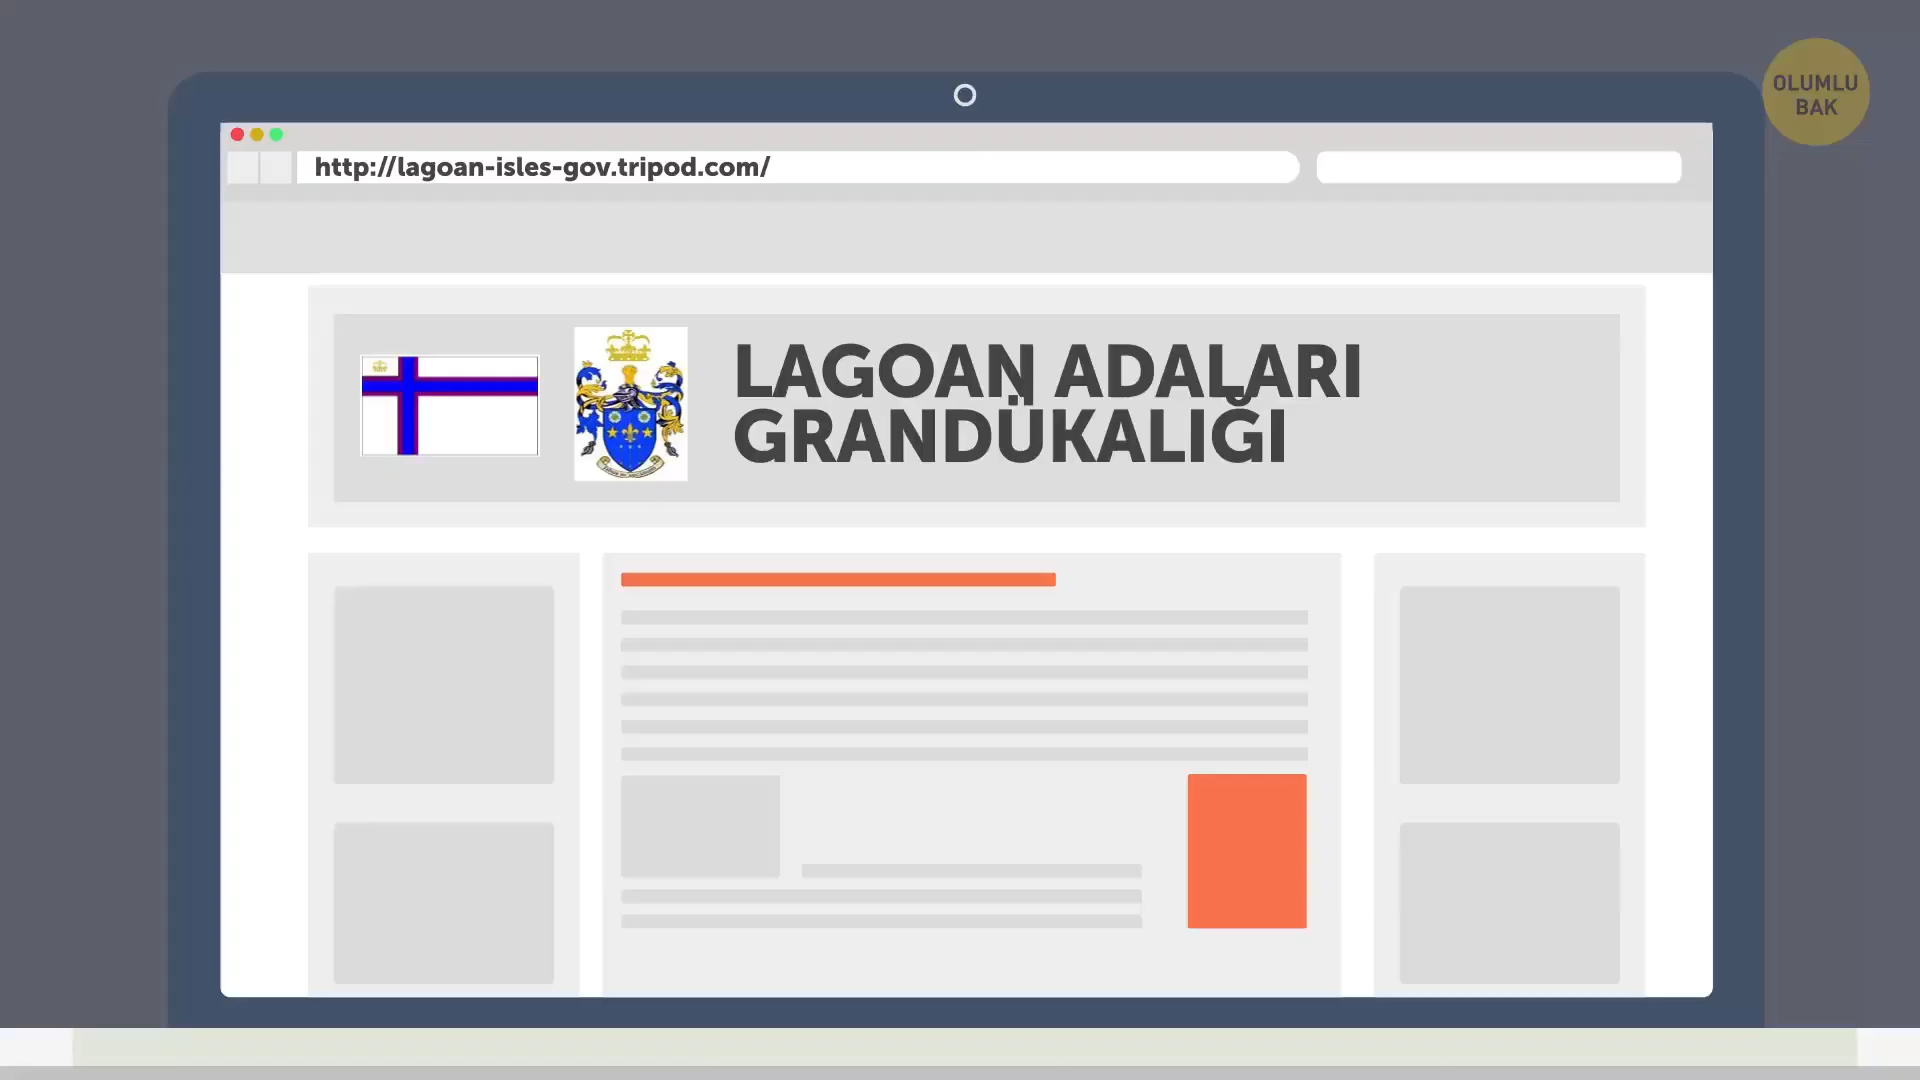 OLUMLU
BAK
http://lagoan-isles-gov.tripod.com/
LAGOAN ADALARI
GRANDÜKALIĞI